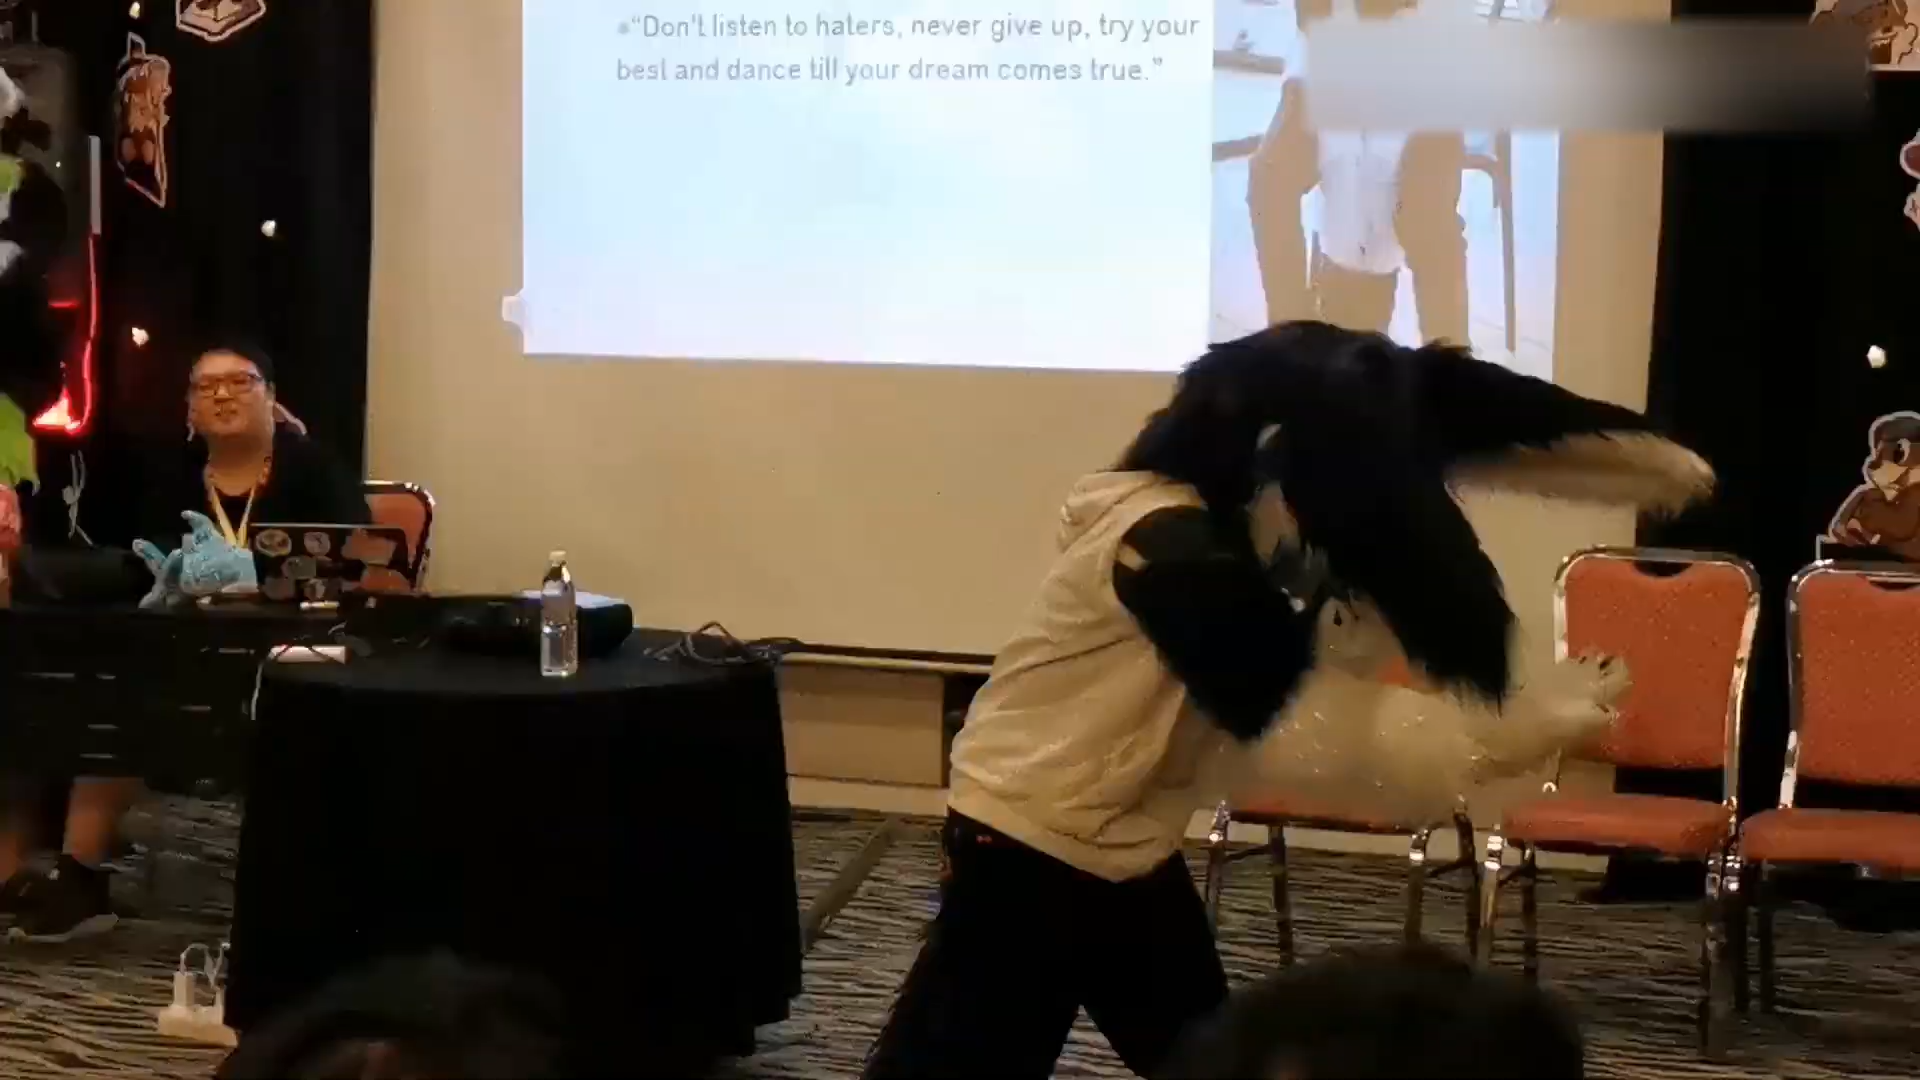 •“Don't listen to haters, never give up, try your
best and dance till your dream comes true.”